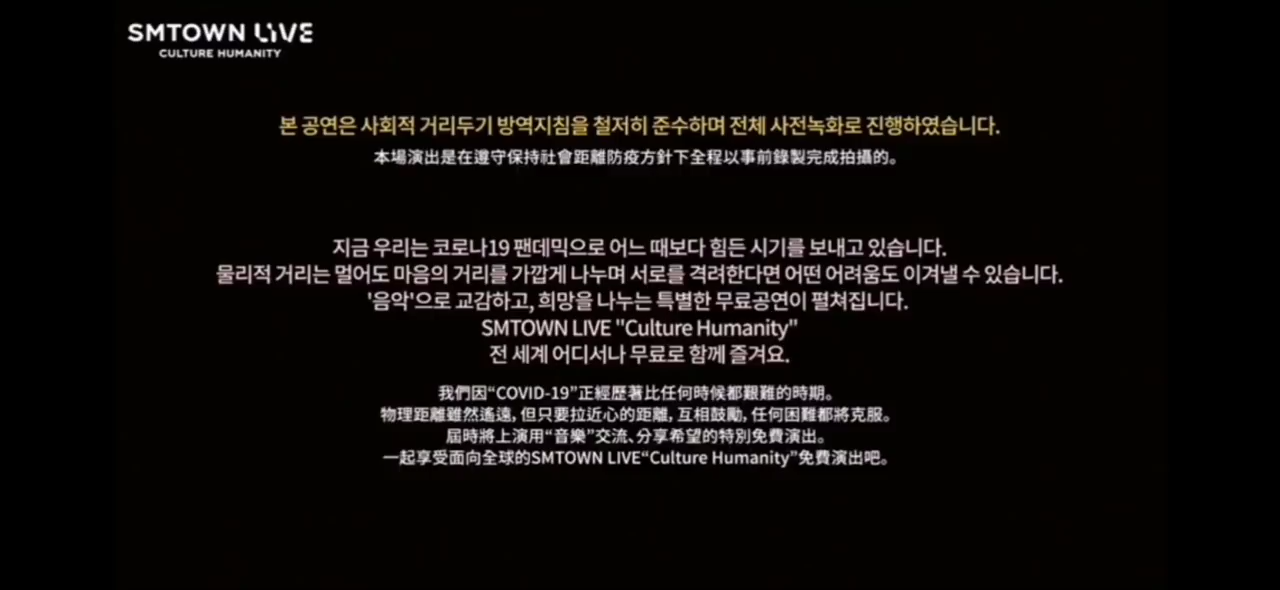 SMTOWN LIVE
CULTURE HUMANITY
본 공연은 사회적 거리두기 방역지침을 철저히 준수하며 전체 사전녹화로 진행하였습니다.
本場演出是在遵守保持社會距離防疫方針下全程以事前錄製完成拍攝的。
지금 우리는 코로나19 팬데믹으로 어느 때보다 힘든 시기를 보내고 있습니다.
물리적 거리는 멀어도 마음의 거리를 가깝게 나누며 서로를 격려한다면 어떤 어려움도 이겨낼 수 있습니다.
'음악'으로 교감하고, 희망을 나누는 특별한 무료공연이 펼쳐집니다.
SMTOWN LIVE "Culture Humanity"
전 세계 어디서나 무료로 함께 즐겨요.
我們因“COVID-19”正經歷著比任何時候都艱難的時期。
物理距離雖然遙遠, 但只要拉近心的距離, 互相鼓勵, 任何困難都將克服。
屆時將上演用“音樂”交流、分享希望的特別免費演出。
一起享受面向全球的SMTOWN LIVE“Culture Humanity”免費演出吧。